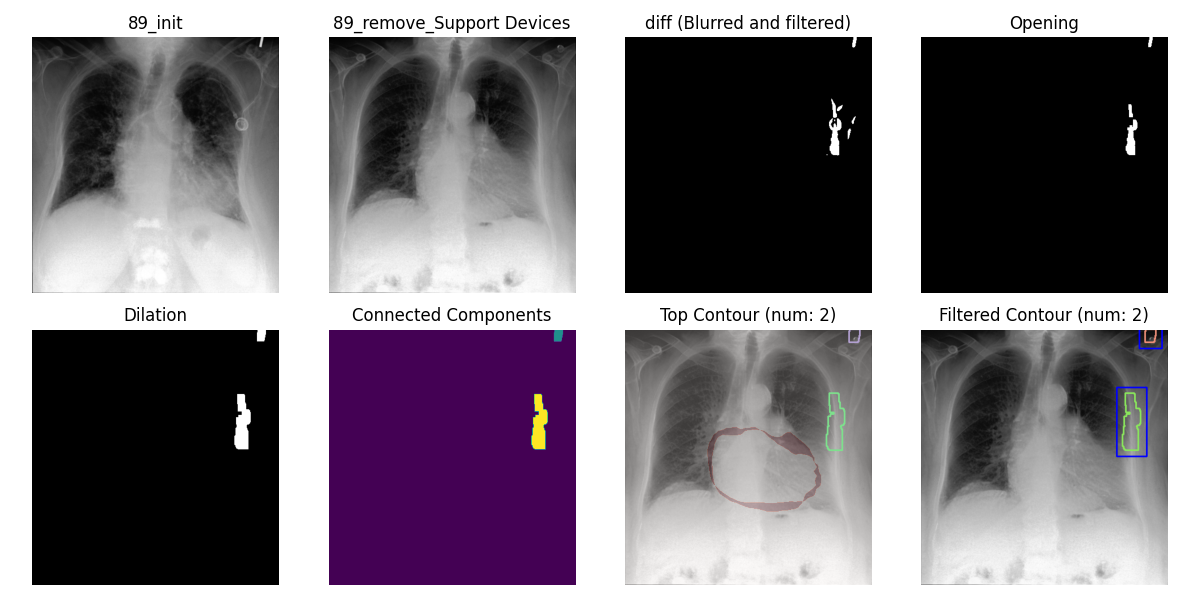 89_init
89_remove_Support Devices
diff (Blurred and filtered)
Opening
Dilation
Connected Components
Top Contour (num: 2)
Filtered Contour (num: 2)